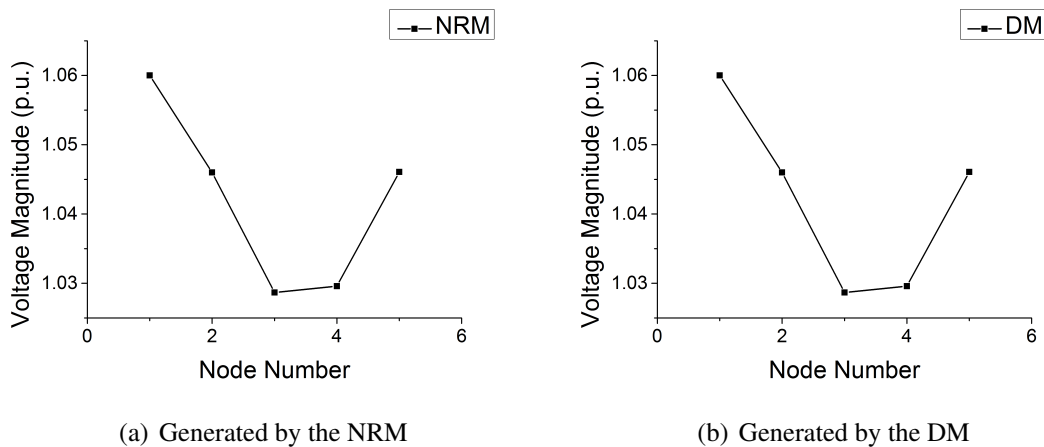 NRM
Voltage Magnitude (p.u.)
1.06
1.05
1.04
1.03
0
2
4
6
Node Number
(a) Generated by the NRM
DM
Voltage Magnitude (p.u.)
1.06
1.05
1.04
1.03
0
2
4
6
Node Number
(b) Generated by the DM